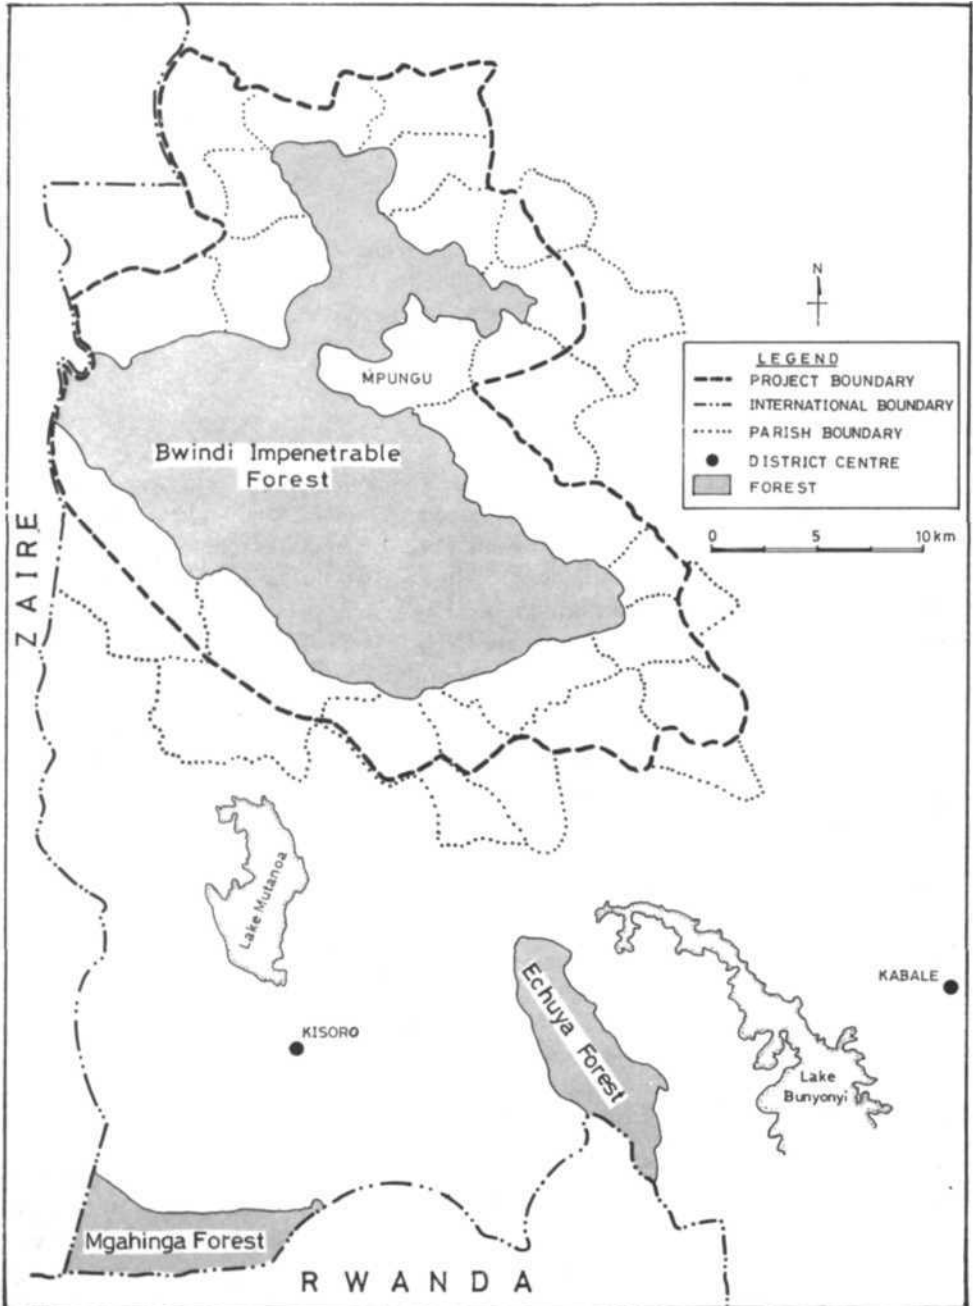 N
LEGEND
PROJECT BOUNDARY
INTERNATIONAL BOUNDARY
PARISH BOUNDARY
DISTRICT CENTRE
FOREST
0 5 10 km
MPUNGU
Bwindi Impenetrable
Forest
ZAIRE
Lake Mutanoa
Echuya Forest
KABALE
KISORO
Lake
Bunyonyi
Mgahinga Forest
RWANDA